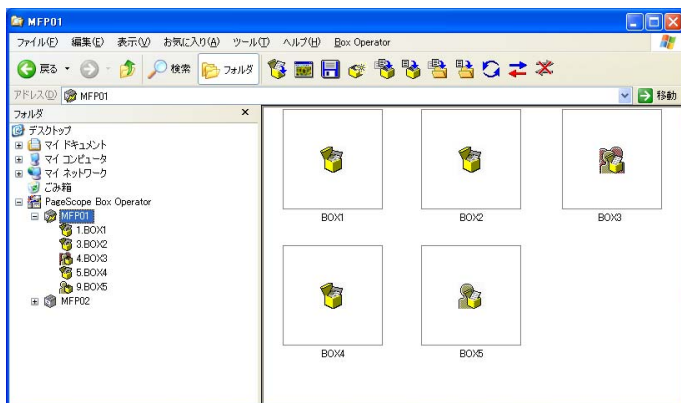 MFP01
ファイル(F) 編集(E) 表示(V) お気に入り(A) ツール(T) ヘルプ(H) Box Operator
戻る 検索 フォルダ
アドレス(D) MFP01 移動
フォルダ ×
デスクトップ
マイ ドキュメント
マイ コンピュータ
マイ ネットワーク
ごみ箱
PageScope Box Operator
MFP01
1.BOX1
3.BOX2
4.BOX3
5.BOX4
9.BOX5
MFP02
BOX1 BOX2 BOX3
BOX4 BOX5